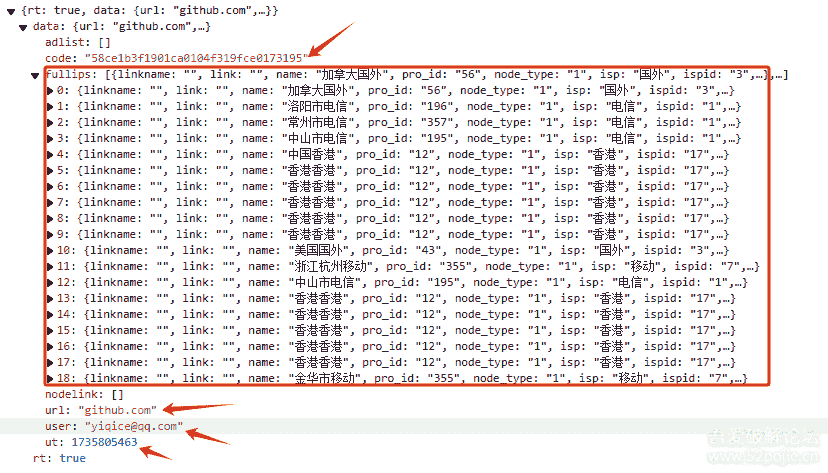 {rt: true, data: {url: "github.com",…}}
data: {url: "github.com",…}
adlist: []
code: "58ce1b3f1901ca0104f319fce0173195"
fullips: [{linkname: "", link: "", name: "加拿大国外", pro_id: "56", node_type: "1", isp: "国外", ispid: "3",…},…]
0: {linkname: "", link: "", name: "加拿大国外", pro_id: "56", node_type: "1", isp: "国外", ispid: "3",…}
1: {linkname: "", link: "", name: "洛阳市电信", pro_id: "196", node_type: "1", isp: "电信", ispid: "1",…}
2: {linkname: "", link: "", name: "常州市电信", pro_id: "357", node_type: "1", isp: "电信", ispid: "1",…}
3: {linkname: "", link: "", name: "中山市电信", pro_id: "195", node_type: "1", isp: "电信", ispid: "1",…}
4: {linkname: "", link: "", name: "中国香港", pro_id: "12", node_type: "1", isp: "香港", ispid: "17",…}
5: {linkname: "", link: "", name: "香港香港", pro_id: "12", node_type: "1", isp: "香港", ispid: "17",…}
6: {linkname: "", link: "", name: "香港香港", pro_id: "12", node_type: "1", isp: "香港", ispid: "17",…}
7: {linkname: "", link: "", name: "香港香港", pro_id: "12", node_type: "1", isp: "香港", ispid: "17",…}
8: {linkname: "", link: "", name: "香港香港", pro_id: "12", node_type: "1", isp: "香港", ispid: "17",…}
9: {linkname: "", link: "", name: "香港香港", pro_id: "12", node_type: "1", isp: "香港", ispid: "17",…}
10: {linkname: "", link: "", name: "美国国外", pro_id: "43", node_type: "1", isp: "国外", ispid: "3",…}
11: {linkname: "", link: "", name: "浙江杭州移动", pro_id: "355", node_type: "1", isp: "移动", ispid: "7",…}
12: {linkname: "", link: "", name: "中山市电信", pro_id: "195", node_type: "1", isp: "电信", ispid: "1",…}
13: {linkname: "", link: "", name: "香港香港", pro_id: "12", node_type: "1", isp: "香港", ispid: "17",…}
14: {linkname: "", link: "", name: "香港香港", pro_id: "12", node_type: "1", isp: "香港", ispid: "17",…}
15: {linkname: "", link: "", name: "香港香港", pro_id: "12", node_type: "1", isp: "香港", ispid: "17",…}
16: {linkname: "", link: "", name: "香港香港", pro_id: "12", node_type: "1", isp: "香港", ispid: "17",…}
17: {linkname: "", link: "", name: "香港香港", pro_id: "12", node_type: "1", isp: "香港", ispid: "17",…}
18: {linkname: "", link: "", name: "金华市移动", pro_id: "355", node_type: "1", isp: "移动", ispid: "7",…}
nodelink: []
url: "github.com"
user: "yiqice@qq.com"
ut: 1735805463
rt: true
吾爱破解论坛
www.52pojie.cn